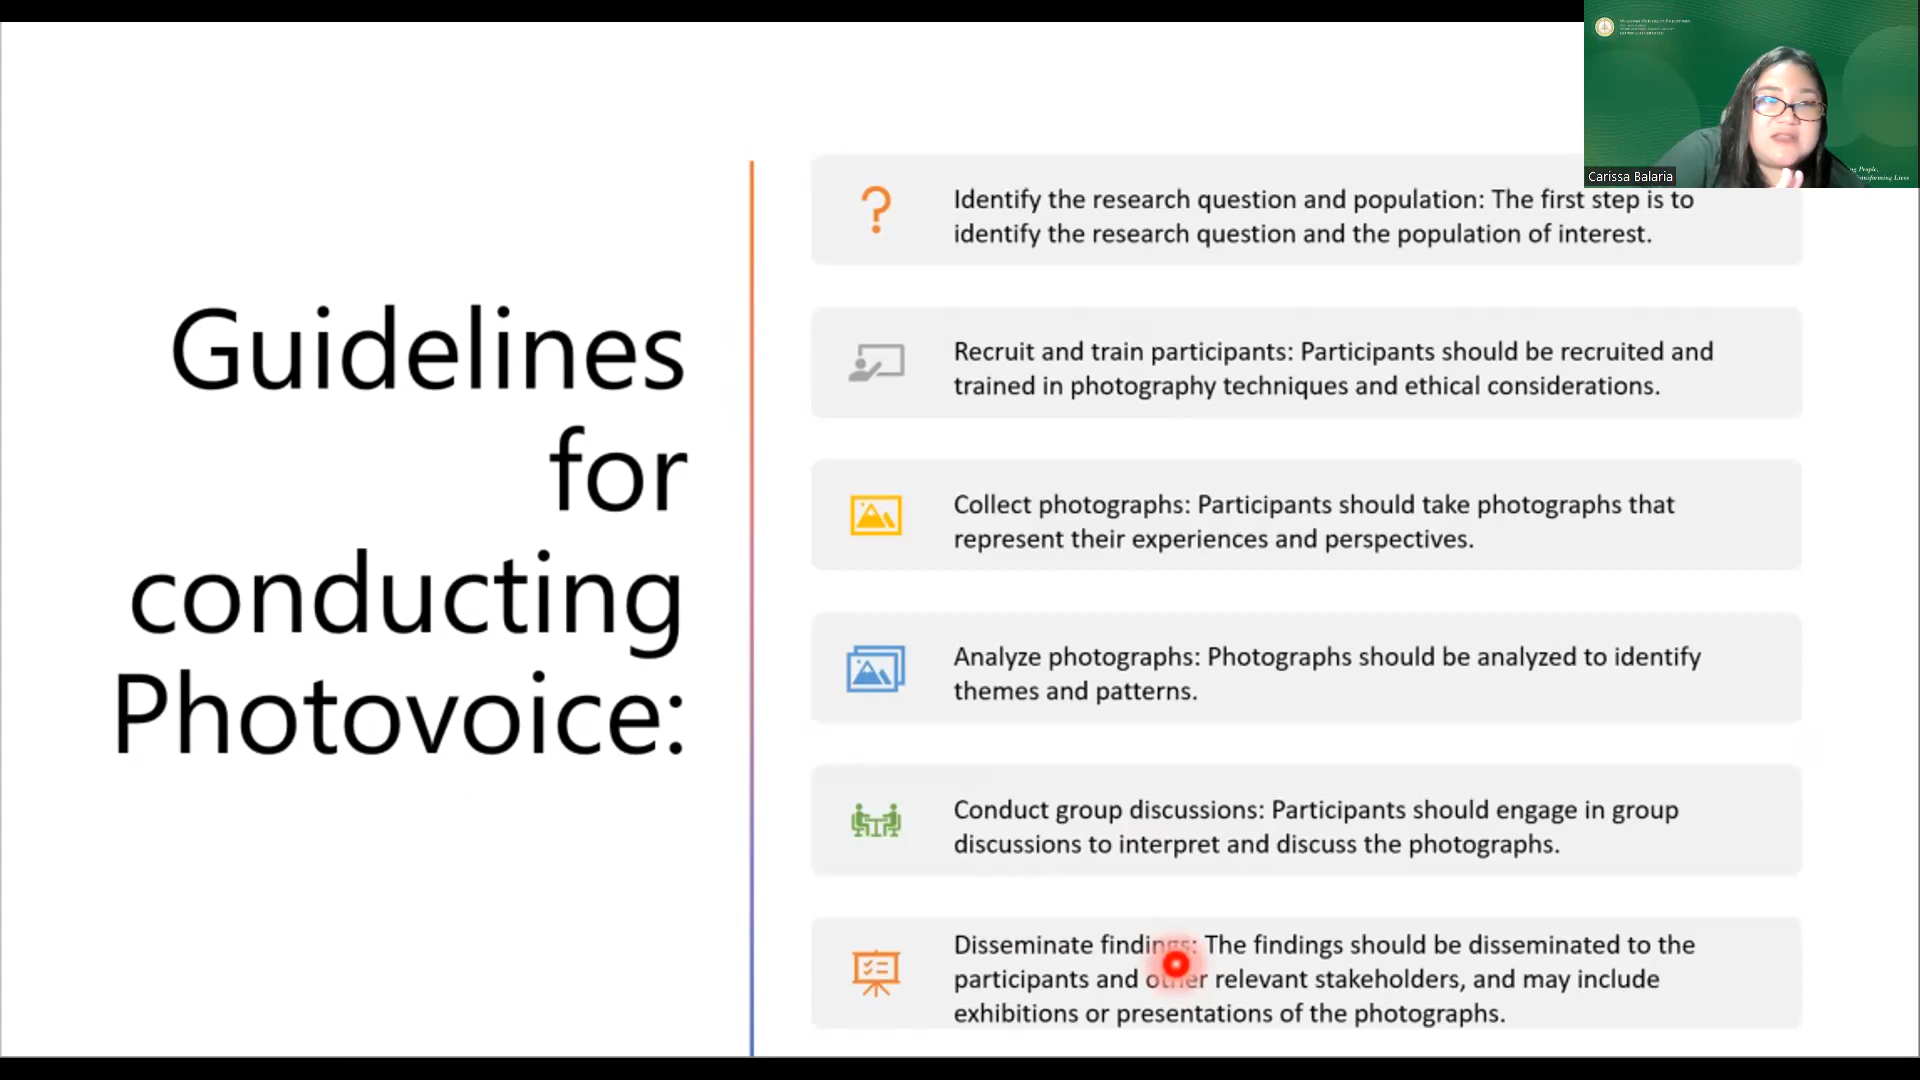 Guidelines
for
conducting
Photovoice:
Identify the research question and population: The first step is to
identify the research question and the population of interest.
Recruit and train participants: Participants should be recruited and
trained in photography techniques and ethical considerations.
Collect photographs: Participants should take photographs that
represent their experiences and perspectives.
Analyze photographs: Photographs should be analyzed to identify
themes and patterns.
Conduct group discussions: Participants should engage in group
discussions to interpret and discuss the photographs.
Disseminate findings: The findings should be disseminated to the
participants and other relevant stakeholders, and may include
exhibitions or presentations of the photographs.
Carissa Balaria
People,
Lives